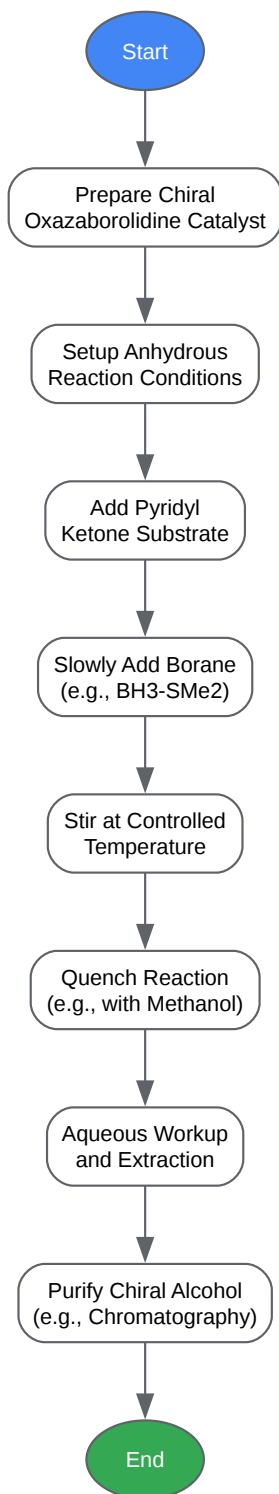 Start
Prepare Chiral
Oxazaborolidine Catalyst
Setup Anhydrous
Reaction Conditions
Add Pyridyl
Ketone Substrate
Slowly Add Borane
(e.g., BH3-SMe2)
Stir at Controlled
Temperature
Quench Reaction
(e.g., with Methanol)
Aqueous Workup
and Extraction
Purify Chiral Alcohol
(e.g., Chromatography)
End